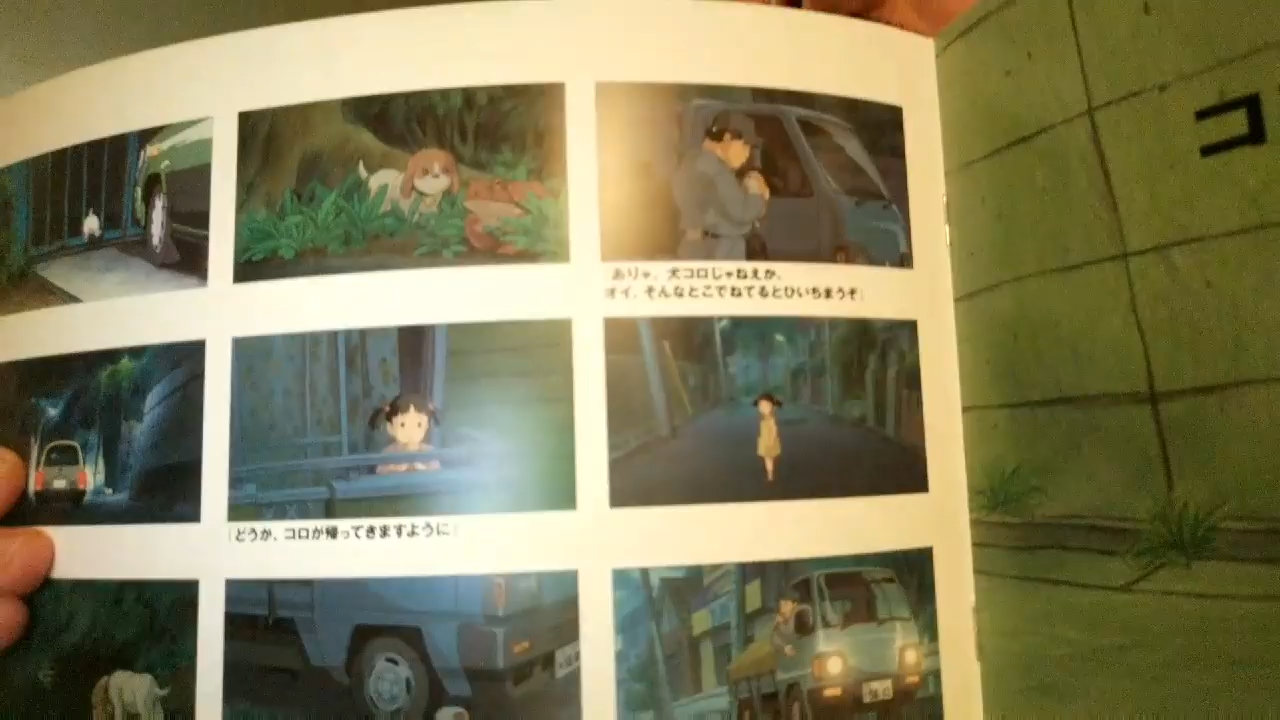 コ
ありゃ、犬コロじゃねえか。
オイ、そんなとこでねてるとひいちまうぞ」
「どうか、コロが帰ってきますように」